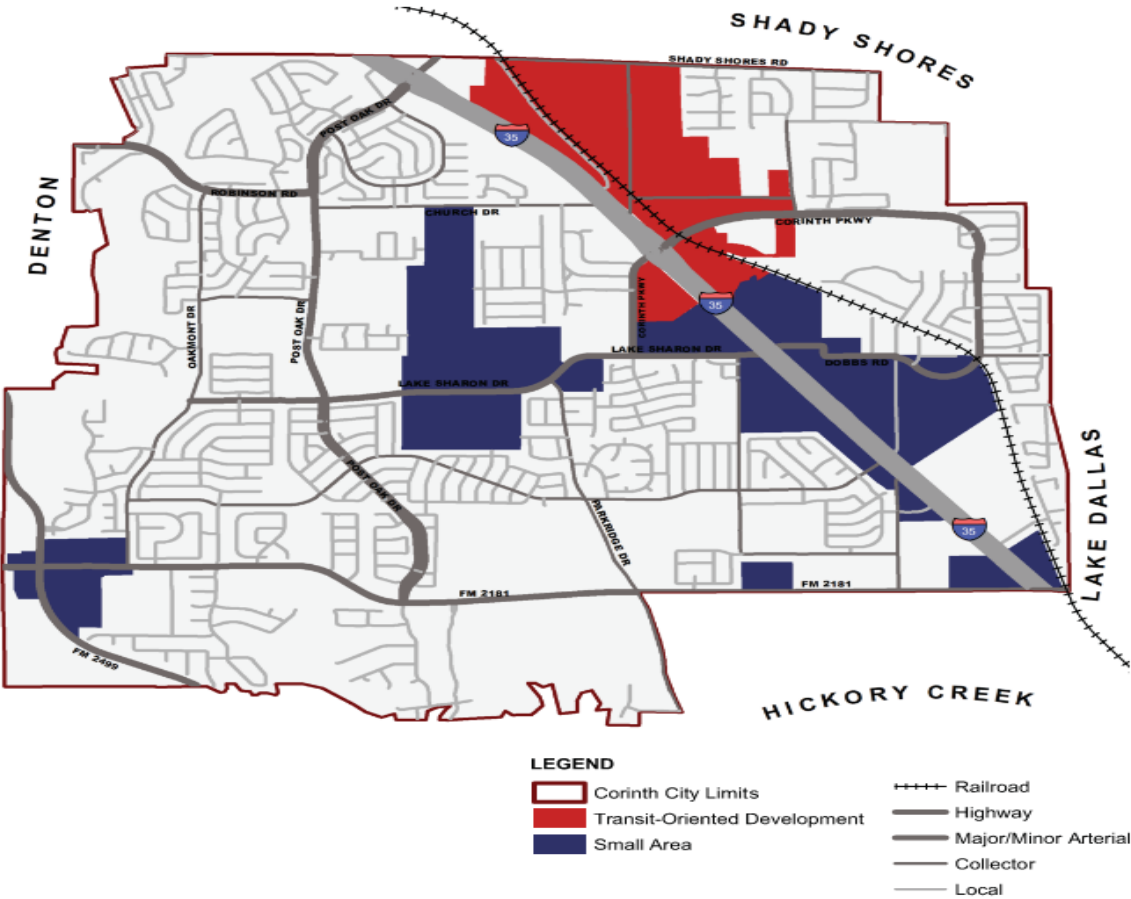 SHADY SHORES
SHADY SHORES RD
POST OAK DR
35
DENTON
ROBINSON RD
CHURCH DR
CORINTH PKWY
CORINTH PKWY
35
OAKMONT DR
POST OAK DR
LAKE SHARON DR
DOBBS RD
LAKE SHARON DR
POST OAK DR
PARKRIDGE DR
35
LAKE DALLAS
FM 2181
FM 2181
FM 2499
HICKORY CREEK
LEGEND
Corinth City Limits
Transit-Oriented Development
Small Area
Railroad
Highway
Major/Minor Arterial
Collector
Local